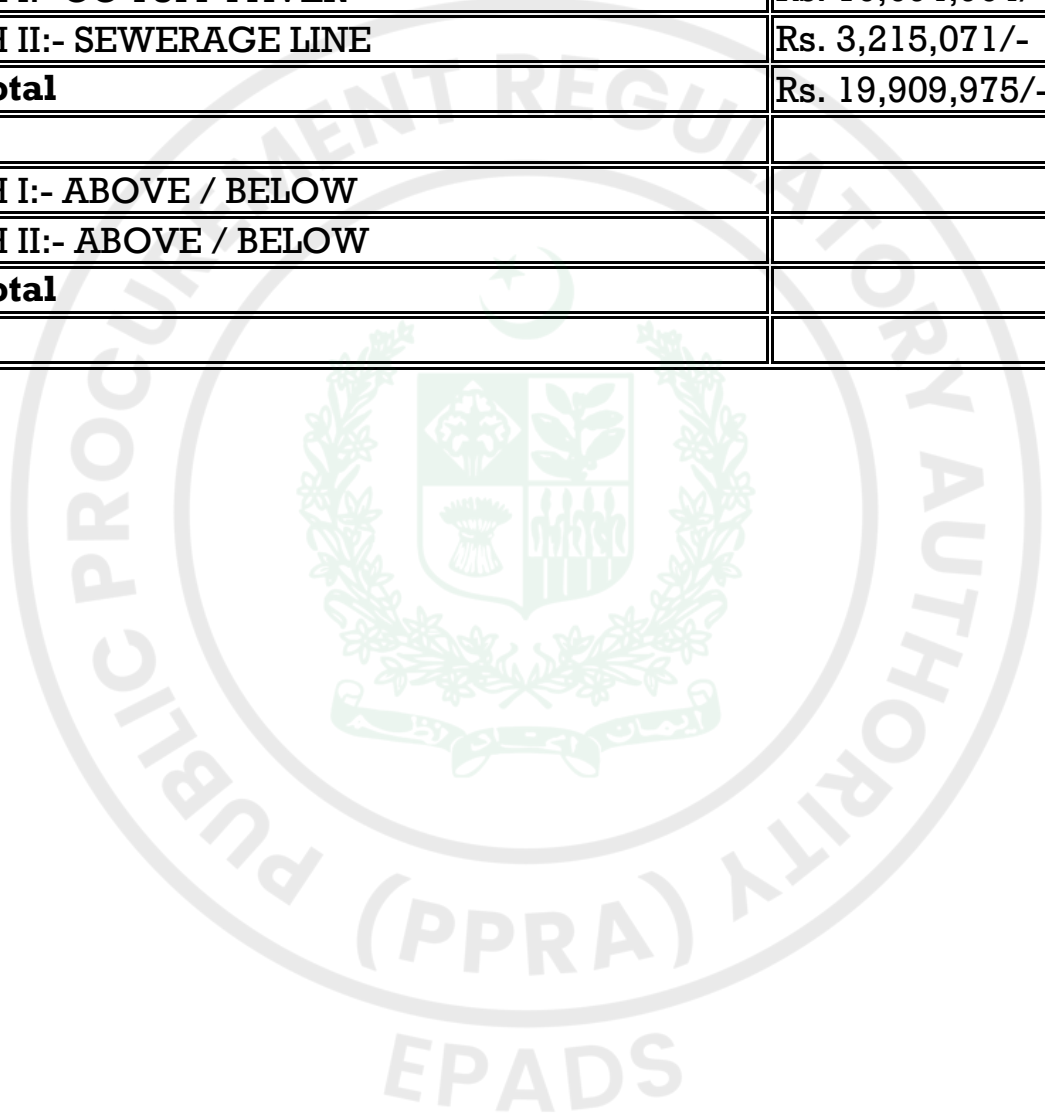 H II:- SEWERAGE LINE Rs. 3,215,071/-
otal Rs. 19,909,975/-
H I:- ABOVE / BELOW
H II:- ABOVE / BELOW
otal
PUBLIC PROCUREMENT REGULATORY AUTHORITY
(PPRA)
EPADS